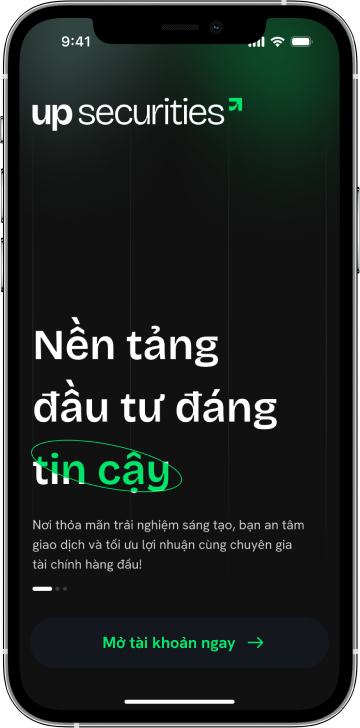 9:41
up securities
Nền tảng
đầu tư đáng
tin cậy
Nơi thỏa mãn trải nghiệm sáng tạo, bạn an tâm
giao dịch và tối ưu lợi nhuận cùng chuyên gia
tài chính hàng đầu!
Mở tài khoản ngay